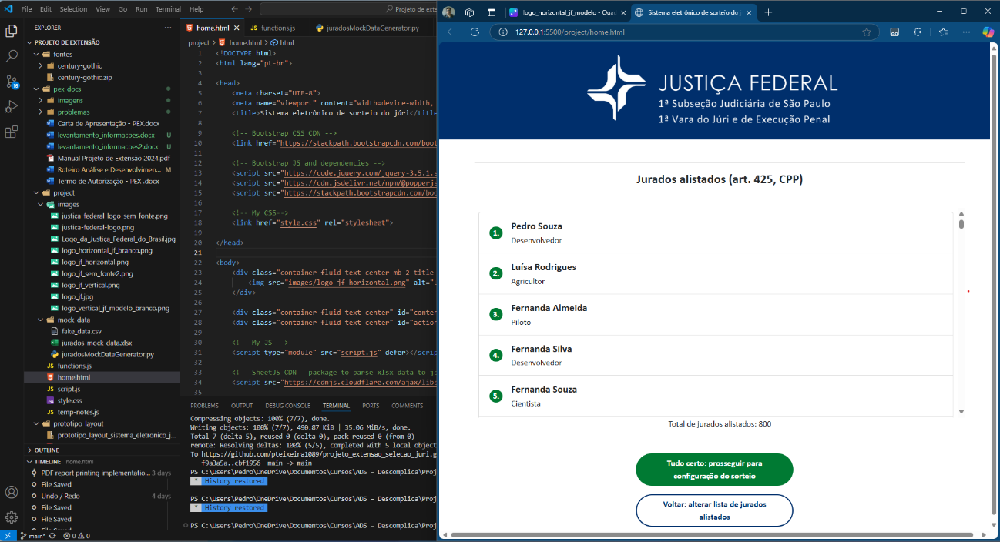 File Edit Selection View Go Run Terminal Help
Projeto de exte
EXPLORER
PROJETO DE EXTENSÃO
fontes
century-gothic
century-gothic.zip
pex_docs
imagens
problemas
Carta de Apresentação - PEX.docx
levantamento_informacoes.docx U
levantamento_informacoes2.docx U
Manual Projeto de Extensão 2024.pdf
Roteiro Análise e Desenvolvimen... M
Termo de Autorização - PEX .docx
project
images
justica-federal-logo-sem-fonte.png
justica-federal-logo.png
Logo_da_Justiça_Federal_do_Brasil.jpg
logo_horizontal_jf_branco.png
logo_jf_horizontal.png
logo_jf_sem_fonte2.png
logo_jf_vertical.png
logo_jf.jpg
logo_vertical_jf_modelo_branco.png
mock_data
fake_data.csv
jurados_mock_data.xlsx
juradosMockDataGenerator.py
functions.js
home.html
script.js
style.css
temp-notes.js
prototipo_layout
prototipo_layout_sistema_eletronico_j...
OUTLINE
TIMELINE home.html
PDF report printing implementatio... 3 days
File Saved
Undo / Redo 4 days
File Saved
File Saved
File Saved
16
main* 0 0
home.html functions.js juradosMockDataGenerator.py
project > home.html > html
1 <!DOCTYPE html>
2 <html lang="pt-br">
3
4 <head>
5 <meta charset="UTF-8">
6 <meta name="viewport" content="width=device-width,
7 <title>Sistema eletrônico de sorteio do júri</title
8
9 <!-- Bootstrap CSS CDN -->
10 <link href="https://stackpath.bootstrapcdn.com/boot
11
12 <!-- Bootstrap JS and dependencies -->
13 <script src="https://code.jquery.com/jquery-3.5.1.s
14 <script src="https://cdn.jsdelivr.net/npm/@popperjs
15 <script src="https://stackpath.bootstrapcdn.com/boo
16
17 <!-- My CSS-->
18 <link href="style.css" rel="stylesheet">
19
20 </head>
21
22 <body>
23 <div class="container-fluid text-center mb-2 title-
24 <img src="images/logo_jf_horizontal.png" alt="L
25 </div>
26
27 <div class="container-fluid text-center" id="conten
28 <div class="container-fluid text-center" id="action
29
30 <!-- My JS -->
31 <script type="module" src="script.js" defer></scrip
32
33 <!-- SheetJS CDN - package to parse xlsx data to js
34 <script src="https://cdnjs.cloudflare.com/ajax/libs
35
PROBLEMS OUTPUT DEBUG CONSOLE TERMINAL PORTS COMMENTS
Compressing objects: 100% (7/7), done.
Writing objects: 100% (7/7), 490.87 KiB | 35.06 MiB/s, done.
Total 7 (delta 5), reused 0 (delta 0), pack-reused 0 (from 0)
remote: Resolving deltas: 100% (5/5), completed with 5 local object
To https://github.com/pteixeira1089/projeto_extensao_selecao_juri.g
f9a3a5a..cbf1956 main -> main
PS C:\Users\Pedro\OneDrive\Documentos\Cursos\ADS - Descomplica\Proj
* History restored
PS C:\Users\Pedro\OneDrive\Documentos\Cursos\ADS - Descomplica\Proj
* History restored
PS C:\Users\Pedro\OneDrive\Documentos\Cursos\ADS - Descomplica\Proj
logo_horizontal_jf_modelo - Quad
Sistema eletrônico de sorteio do j
127.0.0.1:5500/project/home.html
JUSTIÇA FEDERAL
1ª Subseção Judiciária de São Paulo
1ª Vara do Júri e de Execução Penal
Jurados alistados (art. 425, CPP)
1. Pedro Souza
Desenvolvedor
2. Luísa Rodrigues
Agricultor
3. Fernanda Almeida
Piloto
4. Fernanda Silva
Desenvolvedor
5. Fernanda Souza
Cientista
Total de jurados alistados: 800
Tudo certo: prosseguir para
configuração do sorteio
Voltar: alterar lista de jurados
alistados